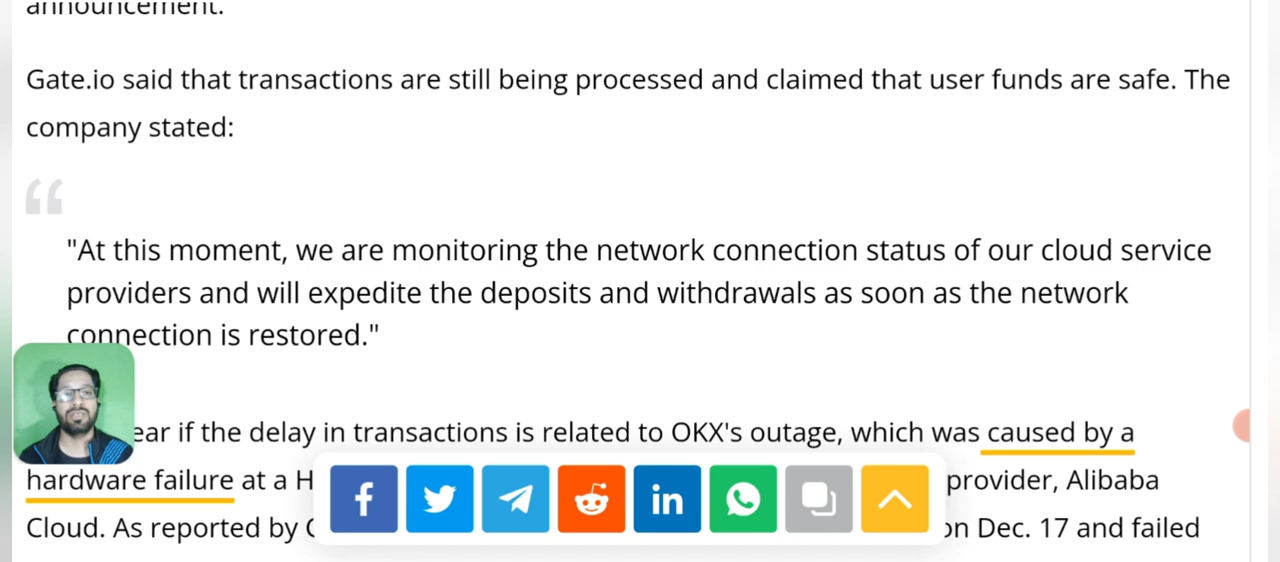 announcement.
Gate.io said that transactions are still being processed and claimed that user funds are safe. The
company stated:
"At this moment, we are monitoring the network connection status of our cloud service
providers and will expedite the deposits and withdrawals as soon as the network
connection is restored."
ear if the delay in transactions is related to OKX's outage, which was caused by a
hardware failure at a H provider, Alibaba
Cloud. As reported by on Dec. 17 and failed